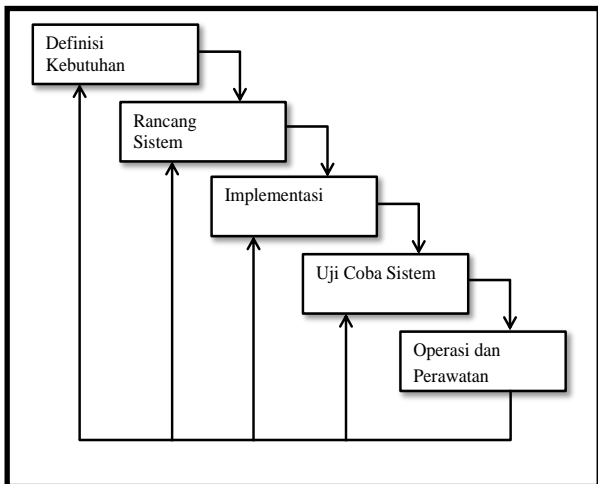 Definisi
Kebutuhan
Rancang
Sistem
Implementasi
Uji Coba Sistem
Operasi dan
Perawatan